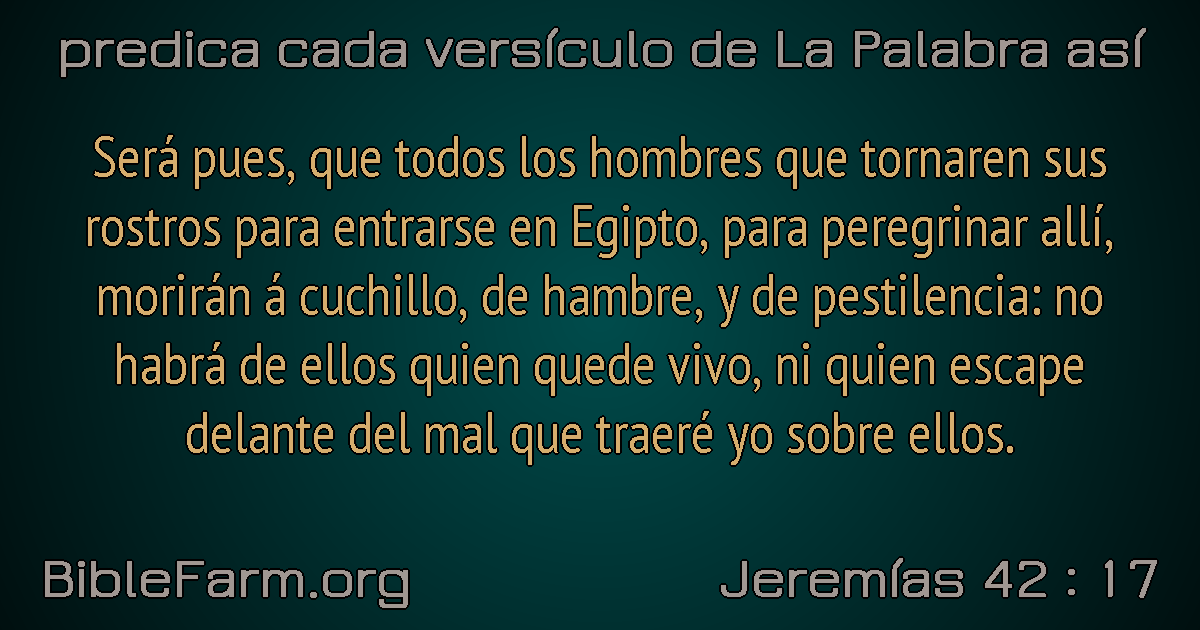 predica cada versículo de La Palabra así
Será pues, que todos los hombres que tornaren sus
rostros para entrarse en Egipto, para peregrinar allí,
morirán á cuchillo, de hambre, y de pestilencia: no
habrá de ellos quien quede vivo, ni quien escape
delante del mal que traeré yo sobre ellos.
BibleFarm.org
Jeremías 42 : 17